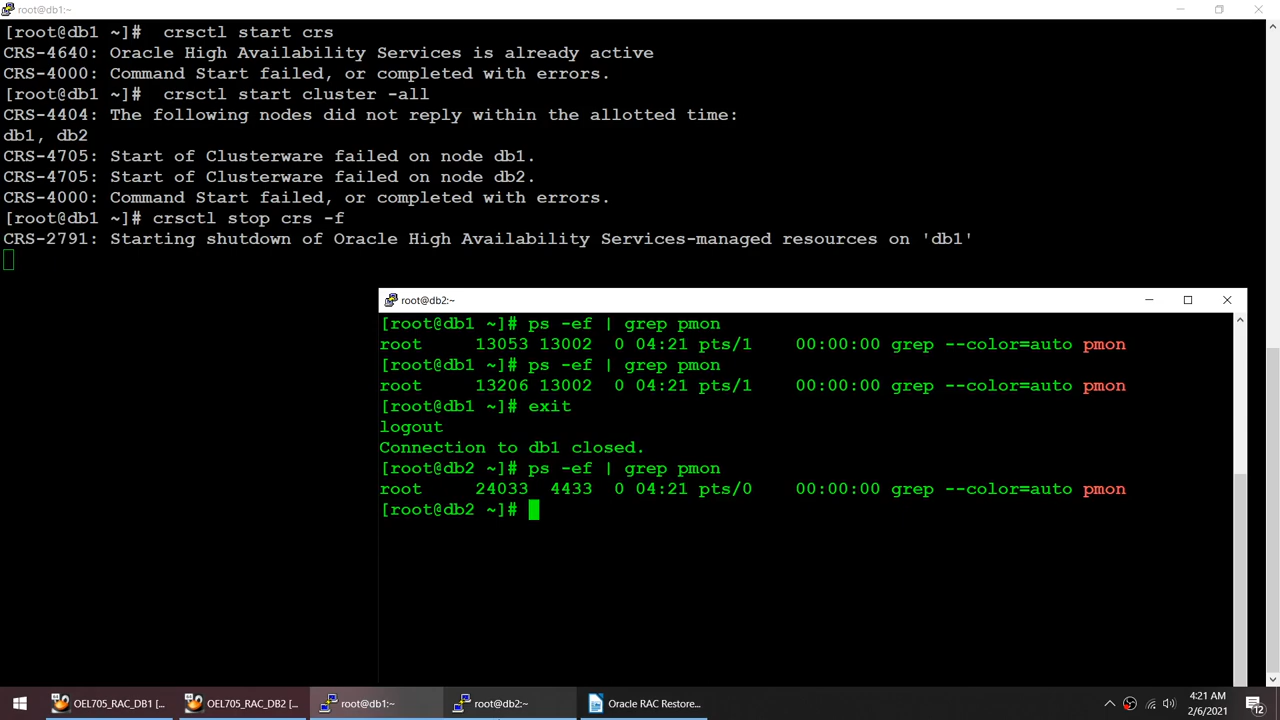 root@db1:~
[root@db1 ~]#  crsctl start crs
CRS-4640: Oracle High Availability Services is already active
CRS-4000: Command Start failed, or completed with errors.
[root@db1 ~]#  crsctl start cluster -all
CRS-4404: The following nodes did not reply within the allotted time:
db1, db2
CRS-4705: Start of Clusterware failed on node db1.
CRS-4705: Start of Clusterware failed on node db2.
CRS-4000: Command Start failed, or completed with errors.
[root@db1 ~]# crsctl stop crs -f
CRS-2791: Starting shutdown of Oracle High Availability Services-managed resources on 'db1'
root@db2:~
[root@db1 ~]# ps -ef | grep pmon
root     13053 13002  0 04:21 pts/1    00:00:00 grep --color=auto pmon
[root@db1 ~]# ps -ef | grep pmon
root     13206 13002  0 04:21 pts/1    00:00:00 grep --color=auto pmon
[root@db1 ~]# exit
logout
Connection to db1 closed.
[root@db2 ~]# ps -ef | grep pmon
root     24033  4433  0 04:21 pts/0    00:00:00 grep --color=auto pmon
[root@db2 ~]#
OEL705_RAC_DB1 [... OEL705_RAC_DB2 [... root@db1:~ root@db2:~ Oracle RAC Restore... 4:21 AM
2/6/2021 12